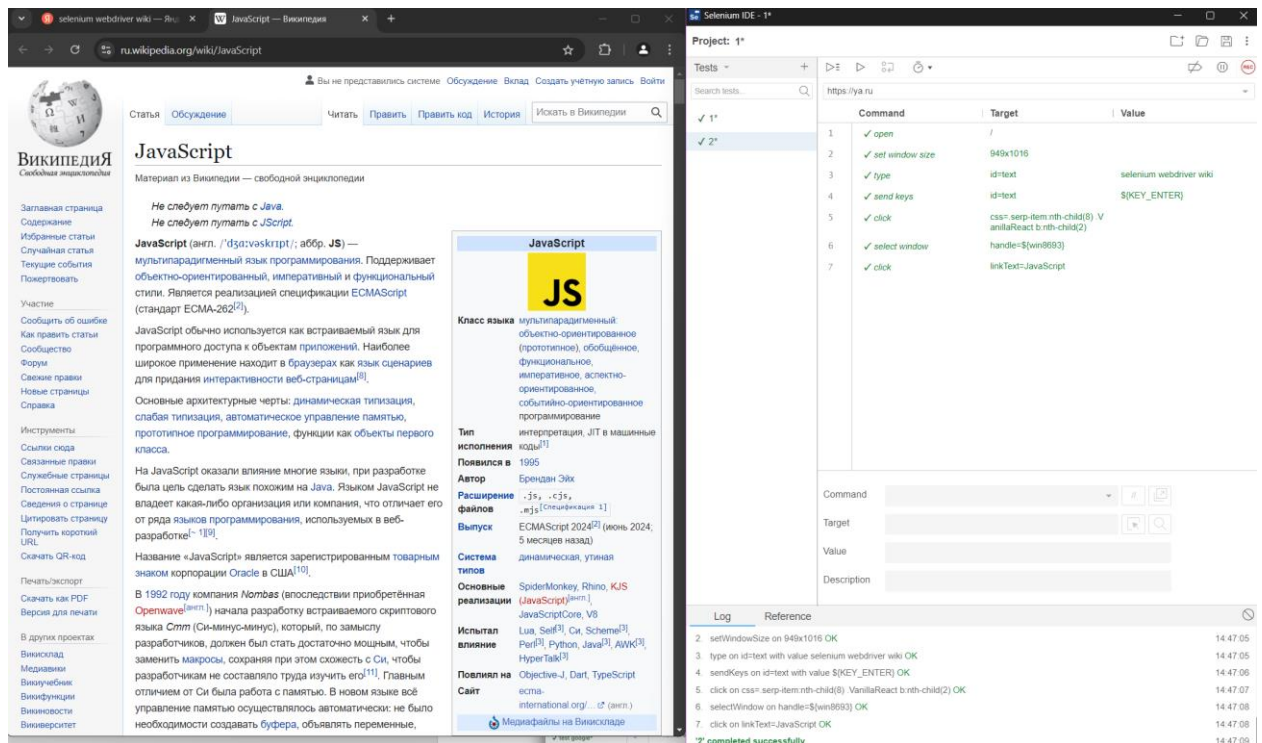 selenium webdriver wiki — Янд
JavaScript — Википедия
ru.wikipedia.org/wiki/JavaScript
Вы не представились системе Обсуждение Вклад Создать учётную запись Войти
Статья Обсуждение Читать Править Править код История Искать в Википедии
ВикипедиЯ
Свободная энциклопедия
Заглавная страница
Содержание
Избранные статьи
Случайная статья
Текущие события
Пожертвовать
Участие
Сообщить об ошибке
Как править статьи
Сообщество
Форум
Свежие правки
Новые страницы
Справка
Инструменты
Ссылки сюда
Связанные правки
Служебные страницы
Постоянная ссылка
Сведения о странице
Цитировать страницу
Получить короткий
URL
Скачать QR-код
Печать/экспорт
Скачать как PDF
Версия для печати
В других проектах
Викисклад
Медиавики
Викиучебник
Викифункции
Викиновости
Викиверситет
JavaScript
Материал из Википедии — свободной энциклопедии
Не следует путать с Java.
Не следует путать с JScript.
JavaScript (англ. /ˈdʒɑːvəskrɪpt/; аббр. JS) —
мультипарадигменный язык программирования. Поддерживает
объектно-ориентированный, императивный и функциональный
стили. Является реализацией спецификации ECMAScript
(стандарт ECMA-262[2]).
JavaScript обычно используется как встраиваемый язык для
программного доступа к объектам приложений. Наиболее
широкое применение находит в браузерах как язык сценариев
для придания интерактивности веб-страницам[8].
Основные архитектурные черты: динамическая типизация,
слабая типизация, автоматическое управление памятью,
прототипное программирование, функции как объекты первого
класса.
На JavaScript оказали влияние многие языки, при разработке
была цель сделать язык похожим на Java. Языком JavaScript не
владеет какая-либо организация или компания, что отличает его
от ряда языков программирования, используемых в веб-
разработке[~ 1][9].
Название «JavaScript» является зарегистрированным товарным
знаком корпорации Oracle в США[10].
В 1992 году компания Nombas (впоследствии приобретённая
Openwave[англ.]) начала разработку встраиваемого скриптового
языка Cmm (Си-минус-минус), который, по замыслу
разработчиков, должен был стать достаточно мощным, чтобы
заменить макросы, сохраняя при этом схожесть с Си, чтобы
разработчикам не составляло труда изучить его[11]. Главным
отличием от Си была работа с памятью. В новом языке всё
управление памятью осуществлялось автоматически: не было
необходимости создавать буфера, объявлять переменные,
JavaScript
JS
Класс языка мультипарадигменный:
объектно-ориентированное
(прототипное), обобщённое,
функциональное,
императивное, аспектно-
ориентированное,
событийно-ориентированное
программирование
Тип интерпретация, JIT в машинные
исполнения коды[1]
Появился в 1995
Автор Брендан Эйх
Расширение .js, .cjs,
файлов .mjs[Спецификация 1]
Выпуск ECMAScript 2024[2] (июнь 2024;
5 месяцев назад)
Система динамическая, утиная
типов
Основные SpiderMonkey, Rhino, KJS
реализации (JavaScript)[англ.],
JavaScriptCore, V8
Испытал Lua, Self[3], Си, Scheme[3],
влияние Perl[3], Python, Java[3], AWK[3],
HyperTalk[3]
Повлиял на Objective-J, Dart, TypeScript
Сайт ecma-
international.org/… (англ.)
Медиафайлы на Викискладе
Selenium IDE - 1*
Project: 1*
Tests
Search tests...
1*
2*
https://ya.ru
Command Target Value
1 open /
2 set window size 949x1016
3 type id=text selenium webdriver wiki
4 send keys id=text ${KEY_ENTER}
5 click css=.serp-item:nth-child(8) .V
anillaReact b:nth-child(2)
6 select window handle=${win8693}
7 click linkText=JavaScript
REC
Command
Target
Value
Description
Log Reference
2. setWindowSize on 949x1016 OK 14:47:05
3. type on id=text with value selenium webdriver wiki OK 14:47:05
4. sendKeys on id=text with value ${KEY_ENTER} OK 14:47:06
5. click on css=.serp-item:nth-child(8) .VanillaReact b:nth-child(2) OK 14:47:07
6. selectWindow on handle=${win8693} OK 14:47:08
7. click on linkText=JavaScript OK 14:47:08
'2' completed successfully 14:47:09